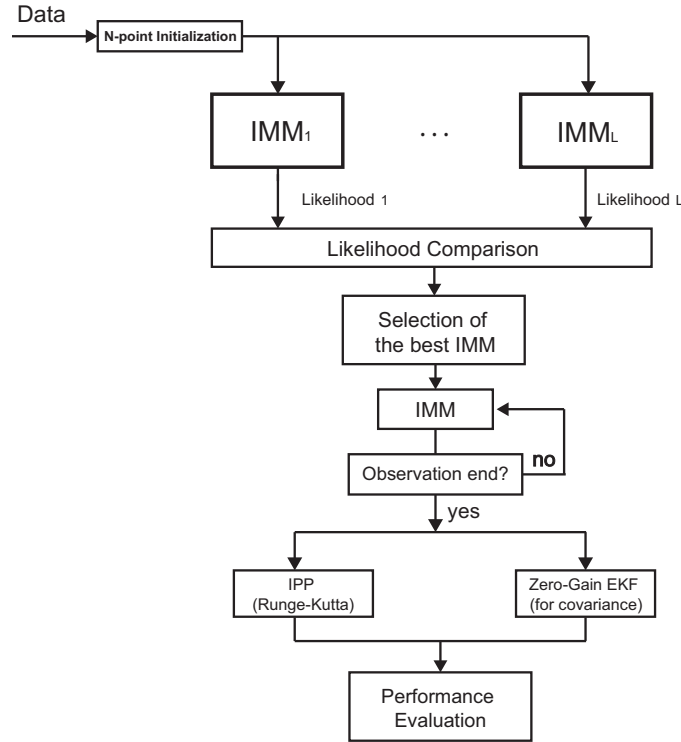 Data
N-point Initialization
IMM1
...
IMML
Likelihood 1
Likelihood L
Likelihood Comparison
Selection of
the best IMM
IMM
Observation end?
no
yes
IPP
(Runge-Kutta)
Zero-Gain EKF
(for covariance)
Performance
Evaluation